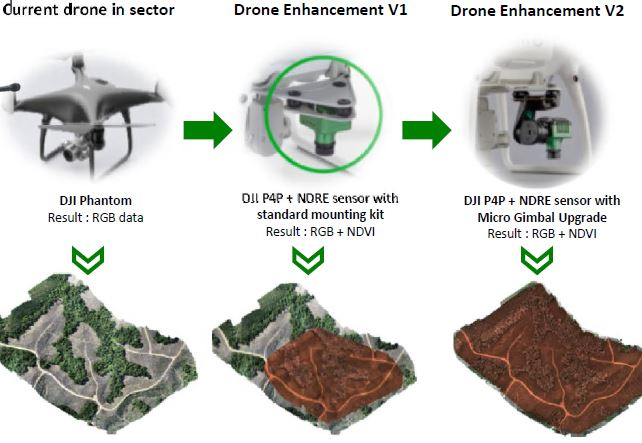 Current drone in sector
Drone Enhancement V1
Drone Enhancement V2
DJI Phantom
Result : RGB data
DJI P4P + NDRE sensor with
standard mounting kit
Result : RGB + NDVI
DJI P4P + NDRE sensor with
Micro Gimbal Upgrade
Result : RGB + NDVI